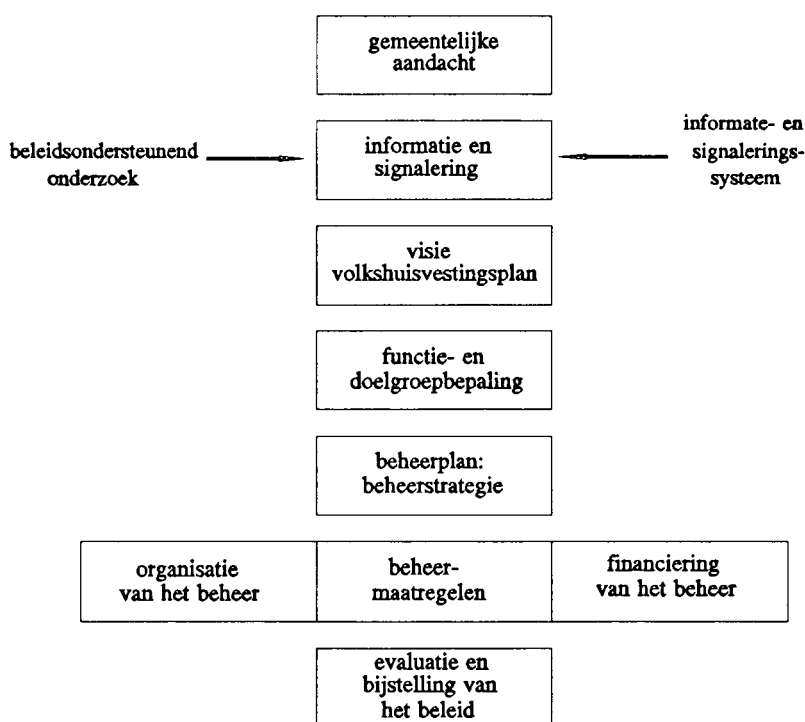 gemeentelijke
aandacht
beleidsondersteunend
onderzoek
informatie en
signalering
informate- en
signalerings-
systeem
visie
volkshuisvestingsplan
functie- en
doelgroepbepaling
beheerplan:
beheerstrategie
organisatie
van het beheer
beheer-
maatregelen
financiering
van het beheer
evaluatie en
bijstelling van
het beleid